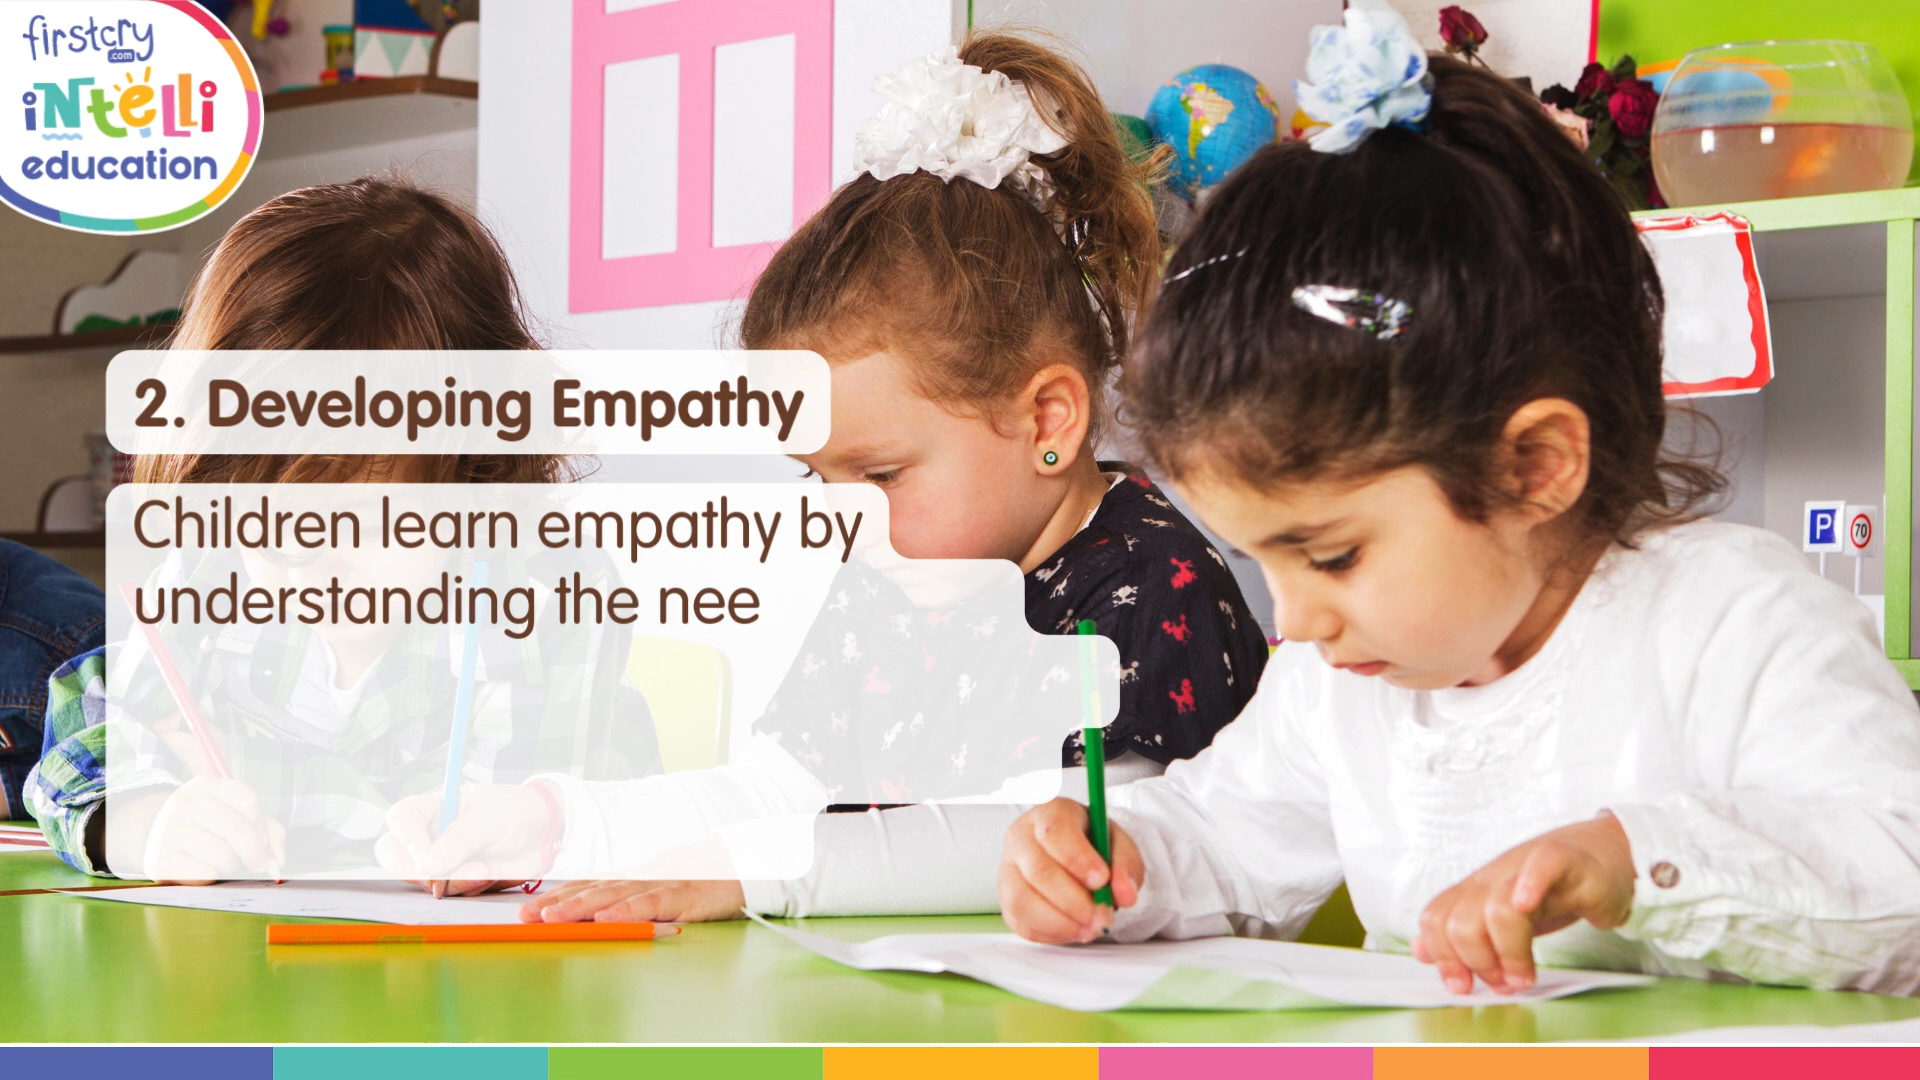 firstcry
.com
iNtelli
education
2. Developing Empathy
Children learn empathy by
understanding the nee
P
70